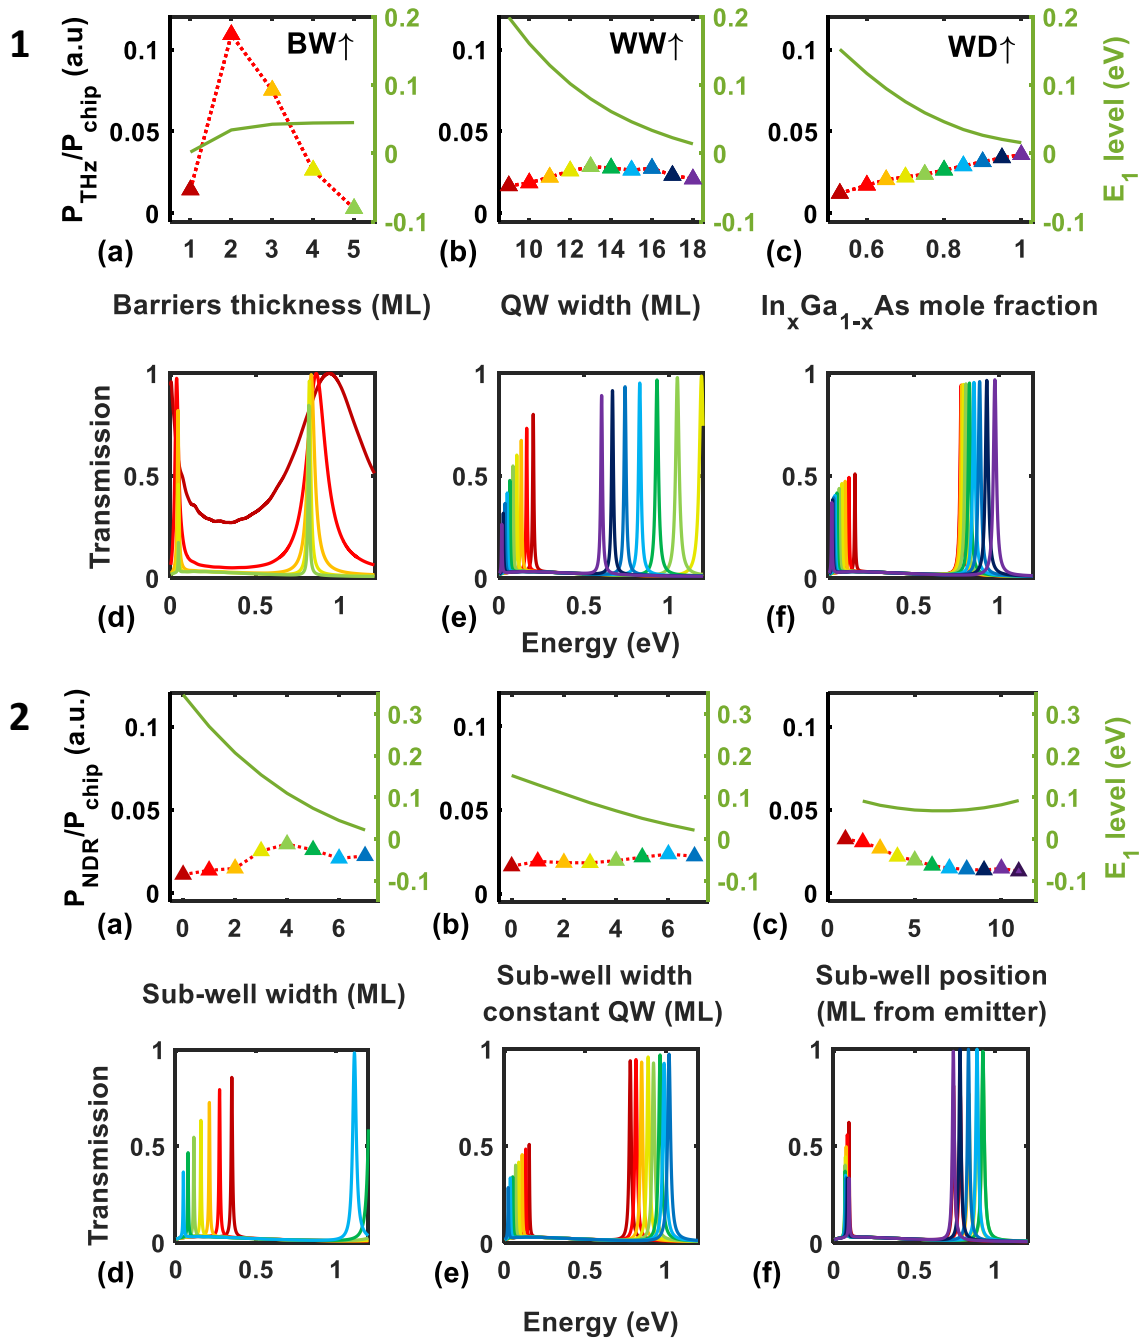 1
P_THz/P_chip (a.u)
0.1
0.05
0
BW↑
0.2
0.1
0
-0.1
(a)
1 2 3 4 5
Barriers thickness (ML)
0.1
0.05
0
WW↑
0.2
0.1
0
-0.1
(b)
10 12 14 16 18
QW width (ML)
0.1
0.05
0
WD↑
0.2
0.1
0
-0.1
E_1 level (eV)
(c)
0.6 0.8 1
In_xGa_1-xAs mole fraction
Transmission
1
0.5
0
(d)
0 0.5 1
1
0.5
0
(e)
0 0.5 1
1
0.5
0
(f)
0 0.5 1
Energy (eV)
2
P_NDR/P_chip (a.u.)
0.1
0.05
0
0.3
0.2
0.1
0
-0.1
(a)
0 2 4 6
Sub-well width (ML)
0.1
0.05
0
0.3
0.2
0.1
0
-0.1
(b)
0 2 4 6
Sub-well width
constant QW (ML)
0.1
0.05
0
0.3
0.2
0.1
0
-0.1
E_1 level (eV)
(c)
5 10
Sub-well position
(ML from emitter)
Transmission
1
0.5
0
(d)
0 0.5 1
1
0.5
0
(e)
0 0.5 1
1
0.5
0
(f)
0 0.5 1
Energy (eV)